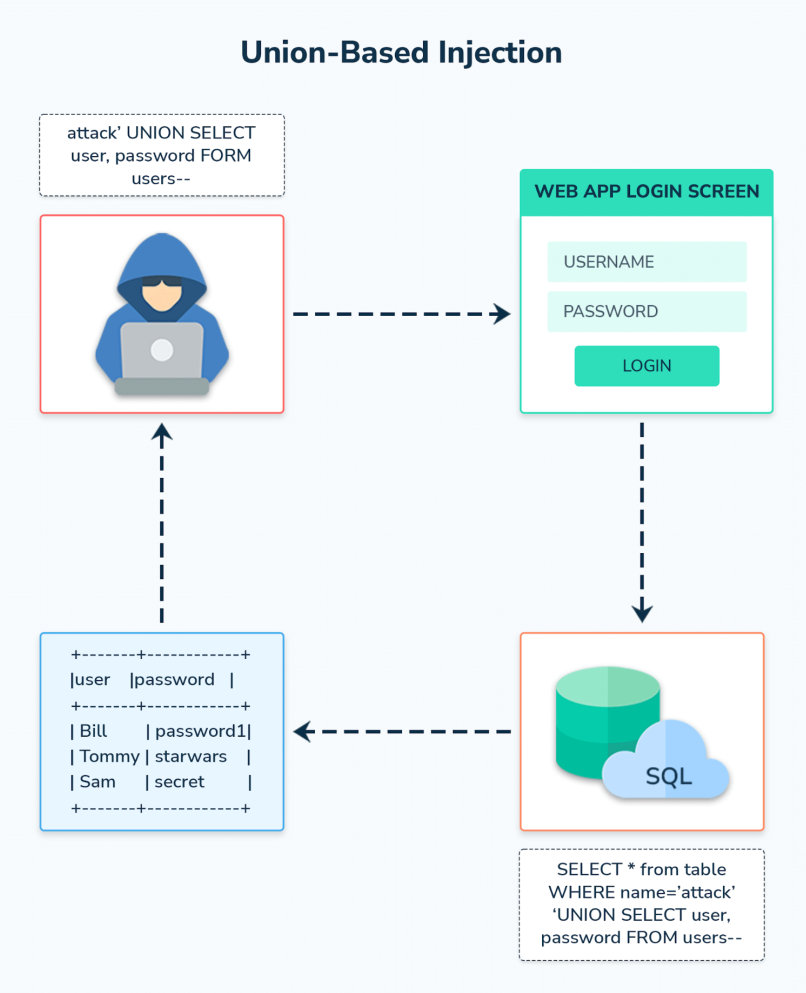 Union-Based Injection
attack’ UNION SELECT
user, password FORM
users--
WEB APP LOGIN SCREEN
USERNAME
PASSWORD
LOGIN
+-------+------------+
|user |password |
+-------+------------+
| Bill | password1|
| Tommy | starwars |
| Sam | secret |
+-------+------------+
SQL
SELECT * from table
WHERE name=’attack’
‘UNION SELECT user,
password FROM users--